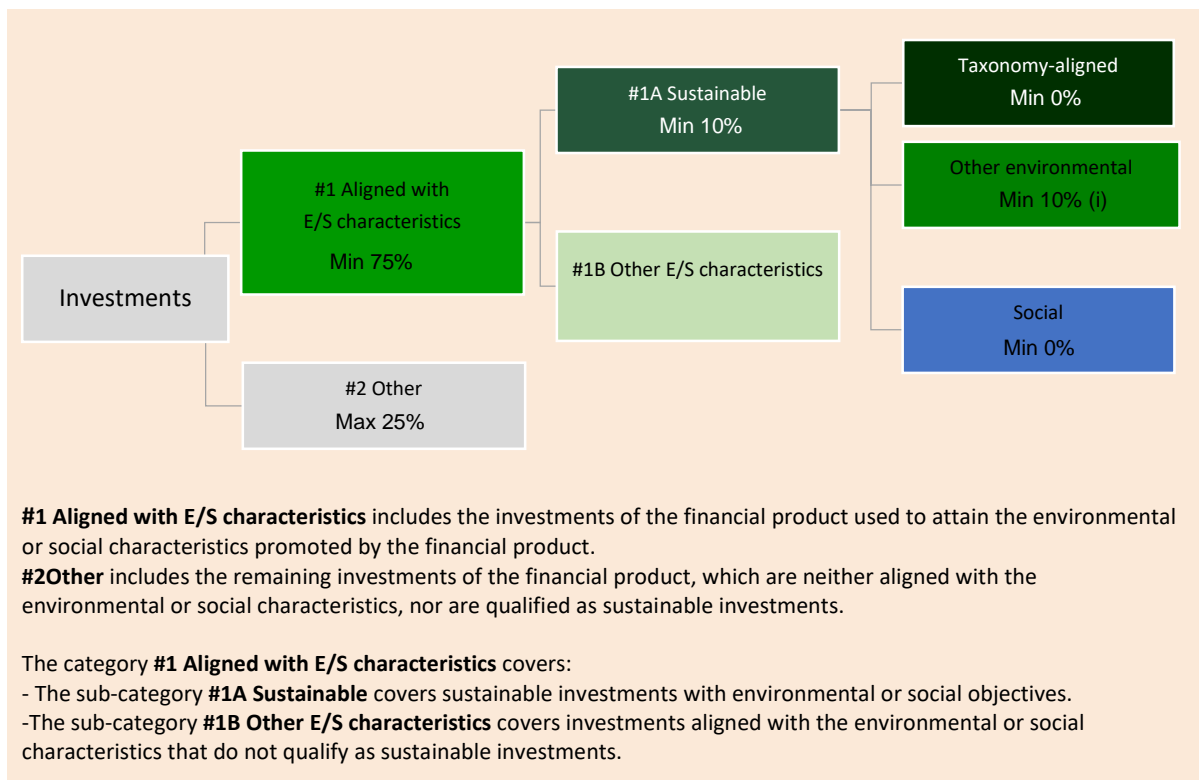 Taxonomy-aligned
Min 0%
#1A Sustainable
Min 10%
Other environmental
Min 10% (i)
#1 Aligned with
E/S characteristics
Min 75%
#1B Other E/S characteristics
Investments
Social
Min 0%
#2 Other
Max 25%
#1 Aligned with E/S characteristics includes the investments of the financial product used to attain the environmental
or social characteristics promoted by the financial product.
#2Other includes the remaining investments of the financial product, which are neither aligned with the
environmental or social characteristics, nor are qualified as sustainable investments.
The category #1 Aligned with E/S characteristics covers:
- The sub-category #1A Sustainable covers sustainable investments with environmental or social objectives.
-The sub-category #1B Other E/S characteristics covers investments aligned with the environmental or social
characteristics that do not qualify as sustainable investments.